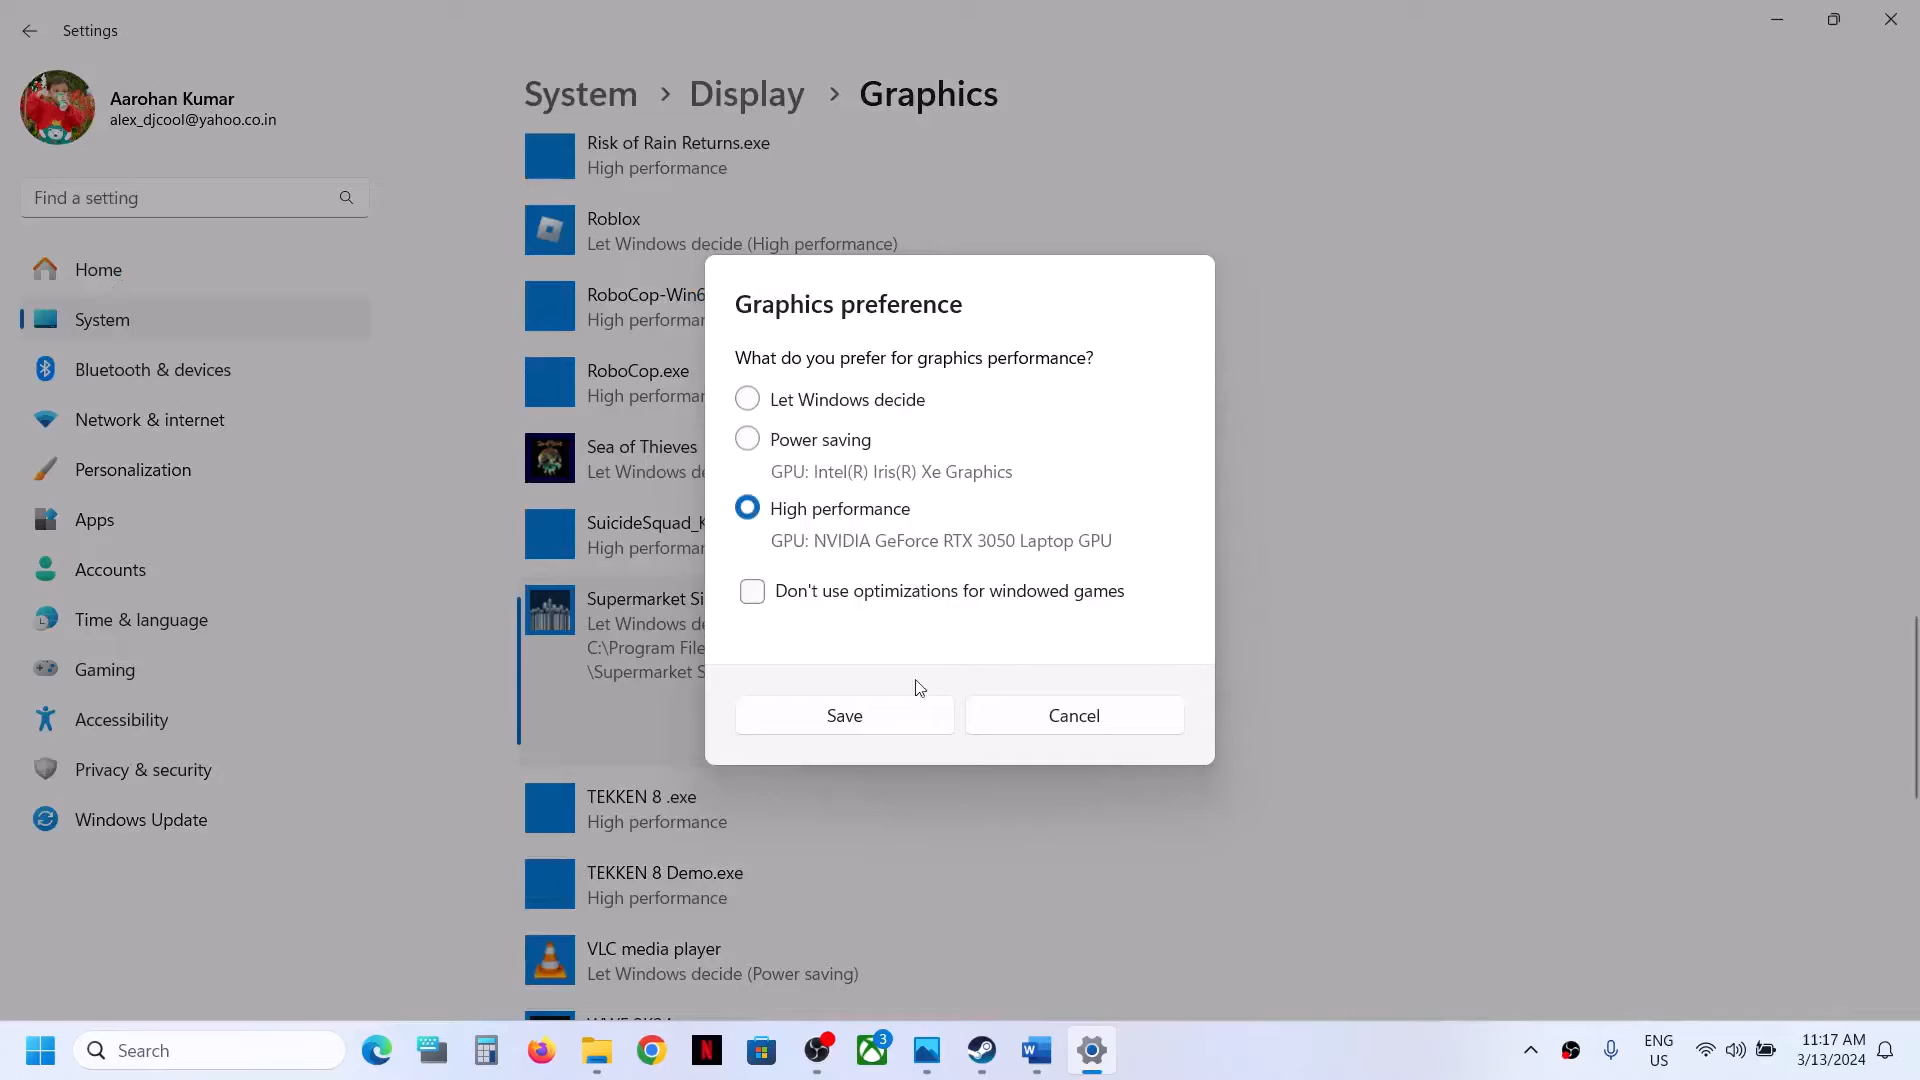 Settings
Aarohan Kumar
alex_djcool@yahoo.co.in
Find a setting
Home
System
Bluetooth & devices
Network & internet
Personalization
Apps
Accounts
Time & language
Gaming
Accessibility
Privacy & security
Windows Update
System > Display > Graphics
Risk of Rain Returns.exe
High performance
Roblox
Let Windows decide (High performance)
RoboCop-Win6
High performan
RoboCop.exe
High performan
Sea of Thieves
Let Windows de
SuicideSquad_K
High performan
Supermarket Si
Let Windows de
C:\Program File
\Supermarket S
TEKKEN 8 .exe
High performance
TEKKEN 8 Demo.exe
High performance
VLC media player
Let Windows decide (Power saving)
Graphics preference
What do you prefer for graphics performance?
Let Windows decide
Power saving
GPU: Intel(R) Iris(R) Xe Graphics
High performance
GPU: NVIDIA GeForce RTX 3050 Laptop GPU
Don't use optimizations for windowed games
Save
Cancel
Search
3
ENG
US
11:17 AM
3/13/2024